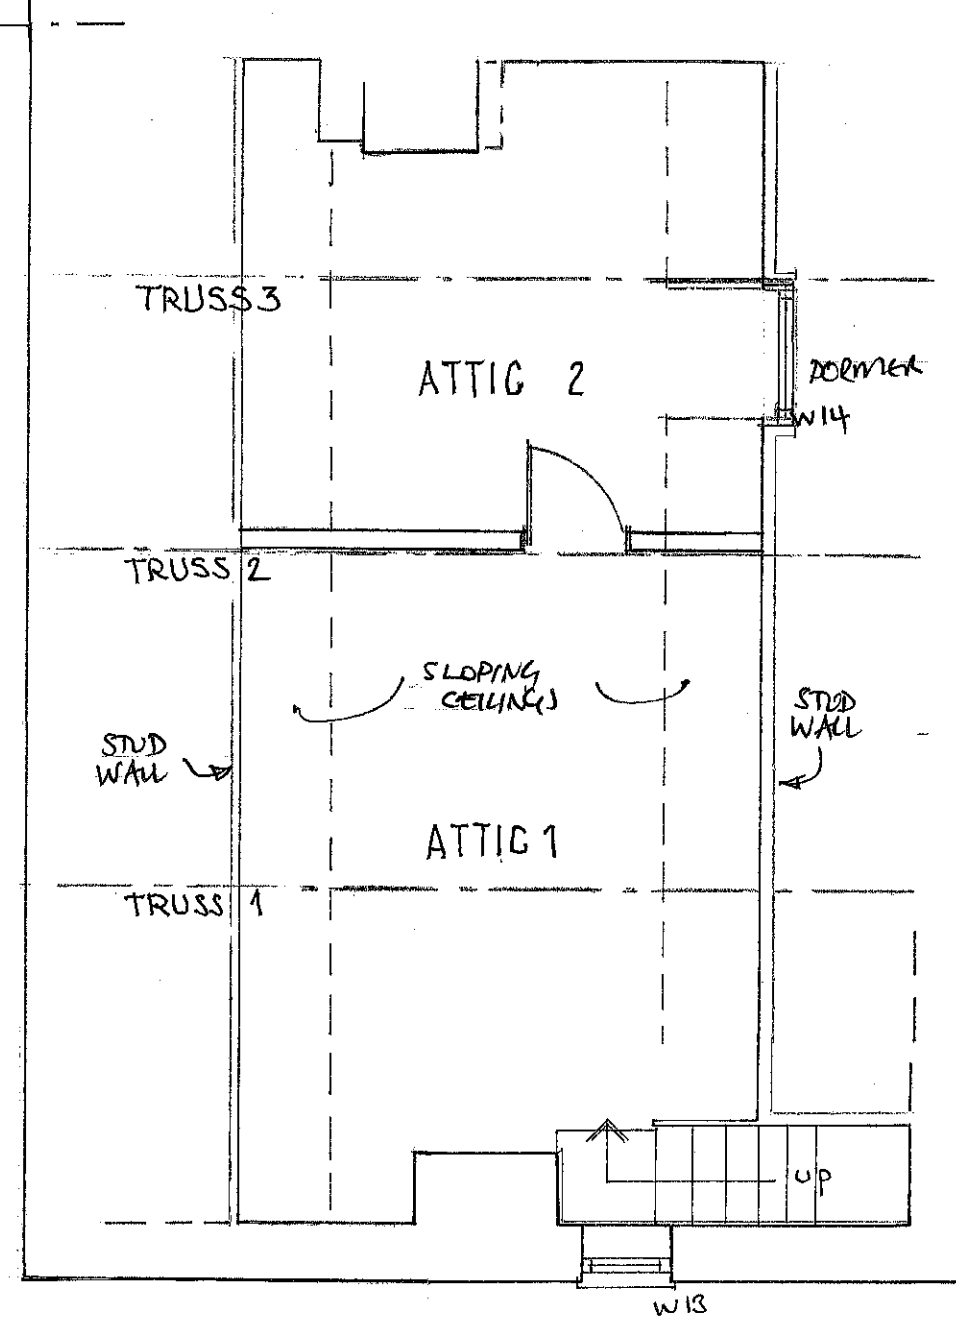 TRUSS 3
ATTIC 2
DORMER
W14
TRUSS 2
SLOPING
CEILINGS
STUD
WALL
STUD
WALL
ATTIC 1
TRUSS 1
UP
W13